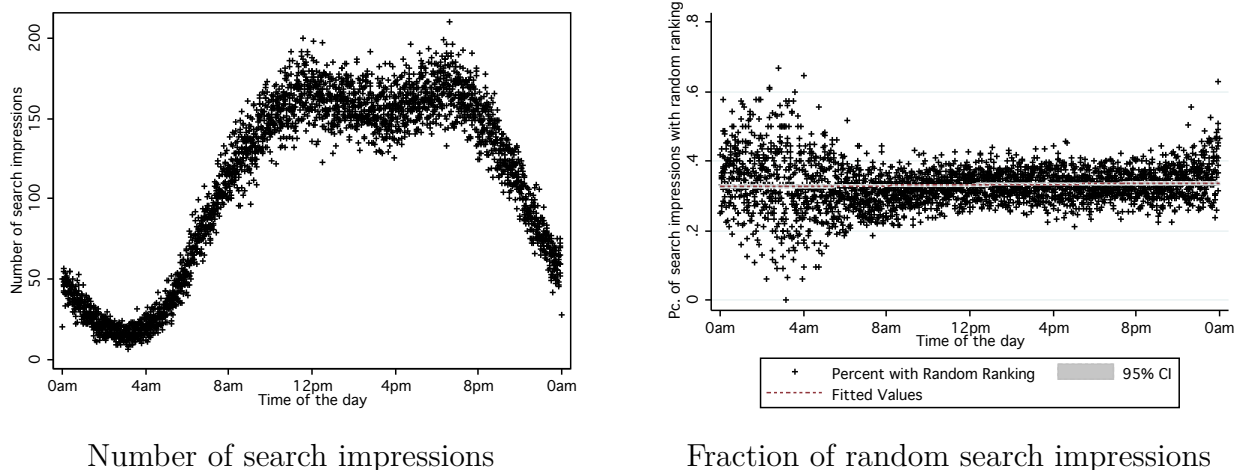 Number of search impressions
200
150
100
50
0
0am 4am 8am 12pm 4pm 8pm 0am
Time of the day
Pc. of search impressions with random ranking
.8
.6
.4
.2
0
0am 4am 8am 12pm 4pm 8pm 0am
Time of the day
Percent with Random Ranking 95% CI
Fitted Values
Number of search impressions Fraction of random search impressions